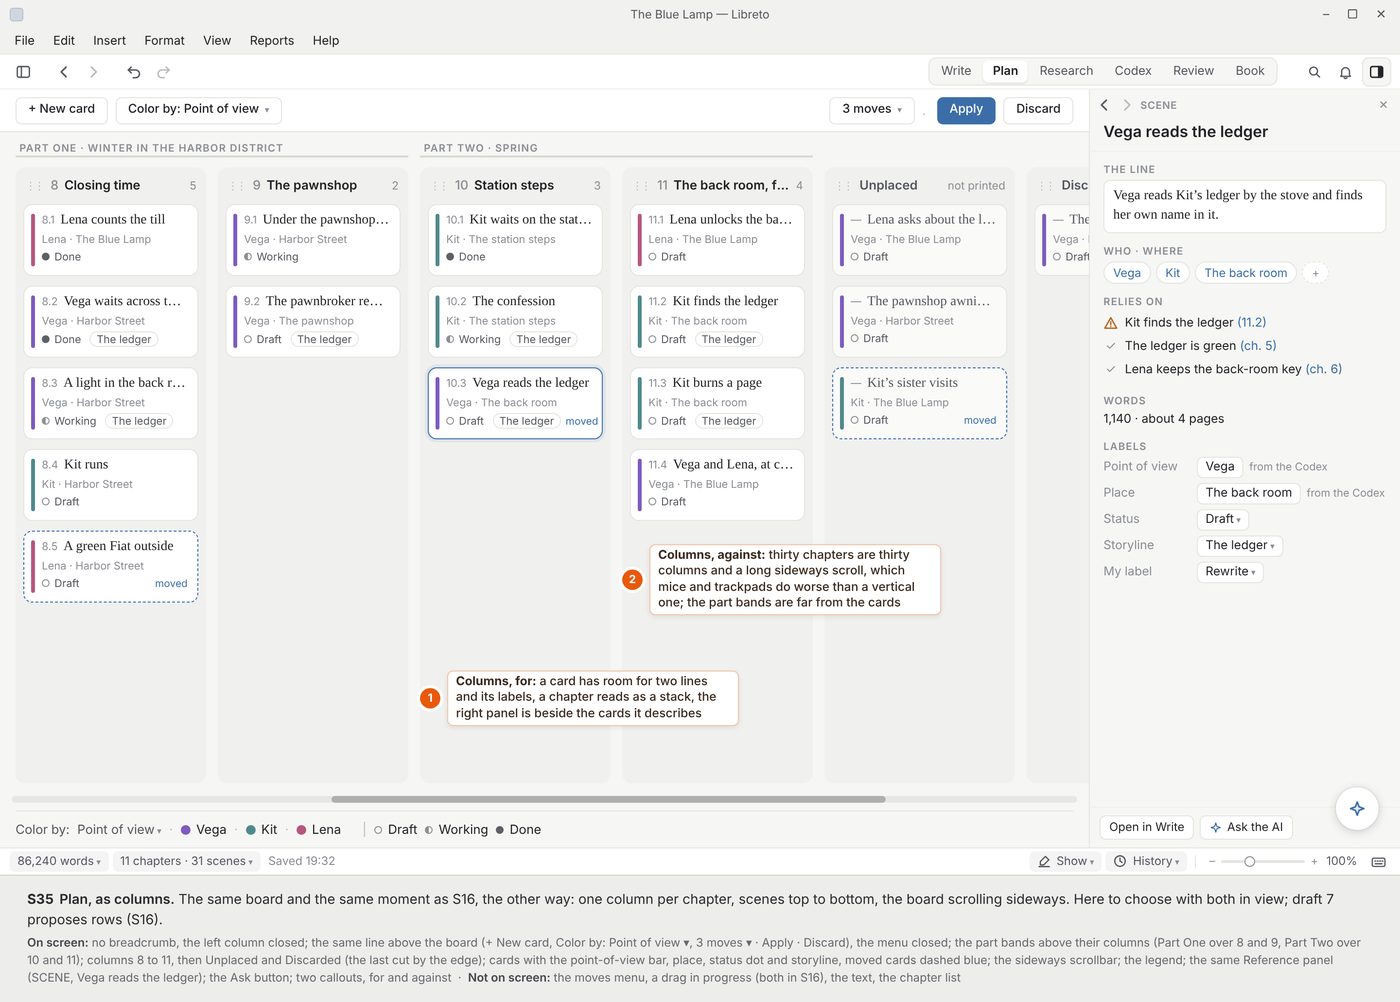 The Blue Lamp — Libreto
File Edit Insert Format View Reports Help
Write Plan Research Codex Review Book
+ New card Color by: Point of view ▾ 3 moves ▾ · Apply Discard
PART ONE · WINTER IN THE HARBOR DISTRICT
PART TWO · SPRING
8 Closing time 5
8.1 Lena counts the till
Lena · The Blue Lamp
Done
8.2 Vega waits across t…
Vega · Harbor Street
Done The ledger
8.3 A light in the back r…
Vega · Harbor Street
Working The ledger
8.4 Kit runs
Kit · Harbor Street
Draft
8.5 A green Fiat outside
Lena · Harbor Street
Draft moved
9 The pawnshop 2
9.1 Under the pawnshop…
Vega · Harbor Street
Working
9.2 The pawnbroker re…
Vega · The pawnshop
Draft The ledger
10 Station steps 3
10.1 Kit waits on the stat…
Kit · The station steps
Done
10.2 The confession
Kit · The station steps
Working The ledger
10.3 Vega reads the ledger
Vega · The back room
Draft The ledger moved
11 The back room, f… 4
11.1 Lena unlocks the ba…
Lena · The Blue Lamp
Draft
11.2 Kit finds the ledger
Kit · The back room
Draft The ledger
11.3 Kit burns a page
Kit · The back room
Draft The ledger
11.4 Vega and Lena, at c…
Vega · The Blue Lamp
Draft
Unplaced not printed
— Lena asks about the l…
Vega · The Blue Lamp
Draft
— The pawnshop awni…
Vega · Harbor Street
Draft
— Kit’s sister visits
Kit · The Blue Lamp
Draft moved
Disc
— The
Vega · 
Draft
2 Columns, against: thirty chapters are thirty
columns and a long sideways scroll, which
mice and trackpads do worse than a vertical
one; the part bands are far from the cards
1 Columns, for: a card has room for two lines
and its labels, a chapter reads as a stack, the
right panel is beside the cards it describes
SCENE
Vega reads the ledger
THE LINE
Vega reads Kit’s ledger by the stove and finds
her own name in it.
WHO · WHERE
Vega Kit The back room +
RELIES ON
Kit finds the ledger (11.2)
The ledger is green (ch. 5)
Lena keeps the back-room key (ch. 6)
WORDS
1,140 · about 4 pages
LABELS
Point of view Vega from the Codex
Place The back room from the Codex
Status Draft ▾
Storyline The ledger ▾
My label Rewrite ▾
Open in Write Ask the AI
Color by: Point of view ▾ · Vega · Kit · Lena Draft Working Done
86,240 words ▾ 11 chapters · 31 scenes ▾ Saved 19:32 Show ▾ History ▾ − + 100%
S35 Plan, as columns. The same board and the same moment as S16, the other way: one column per chapter, scenes top to bottom, the board scrolling sideways. Here to choose with both in view; draft 7
proposes rows (S16).
On screen: no breadcrumb, the left column closed; the same line above the board (+ New card, Color by: Point of view ▾, 3 moves ▾ · Apply · Discard), the menu closed; the part bands above their columns (Part One over 8 and 9, Part Two over
10 and 11); columns 8 to 11, then Unplaced and Discarded (the last cut by the edge); cards with the point-of-view bar, place, status dot and storyline, moved cards dashed blue; the sideways scrollbar; the legend; the same Reference panel
(SCENE, Vega reads the ledger); the Ask button; two callouts, for and against · Not on screen: the moves menu, a drag in progress (both in S16), the text, the chapter list